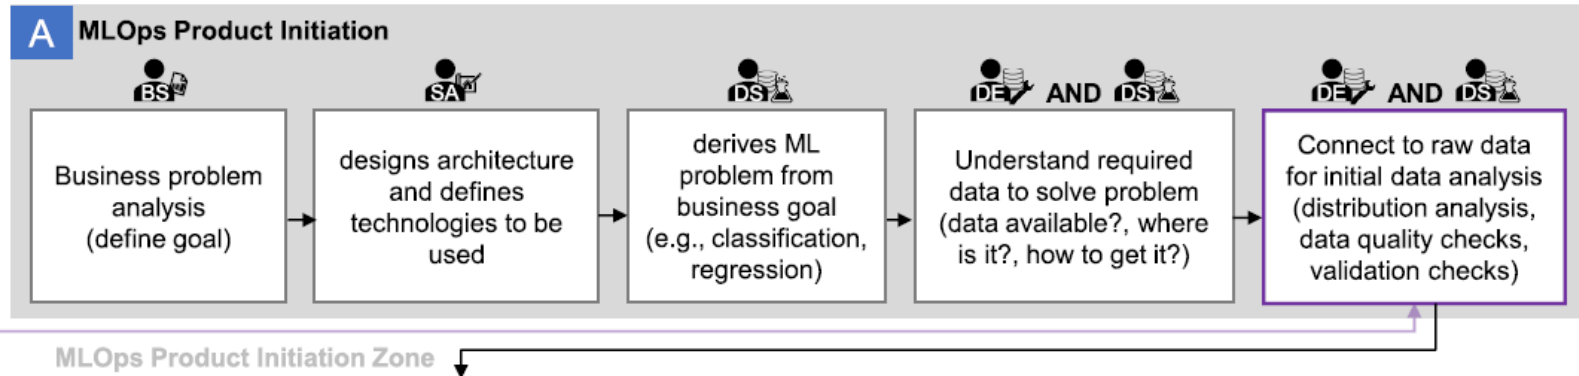 A MLOps Product Initiation
BS
SA
DS
DE AND DS
DE AND DS
Business problem
analysis
(define goal)
designs architecture
and defines
technologies to be
used
derives ML
problem from
business goal
(e.g., classification,
regression)
Understand required
data to solve problem
(data available?, where
is it?, how to get it?)
Connect to raw data
for initial data analysis
(distribution analysis,
data quality checks,
validation checks)
MLOps Product Initiation Zone